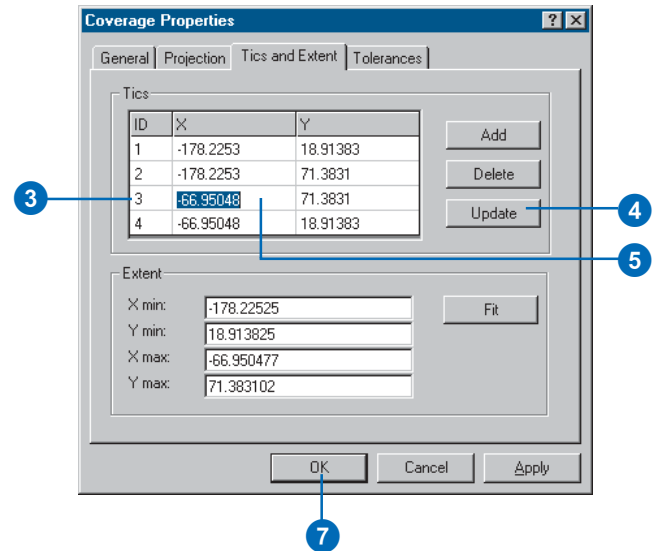 Coverage Properties
? X
General Projection Tics and Extent Tolerances
Tics
ID X Y
1 -178.2253 18.91383
2 -178.2253 71.3831
3 -66.95048 71.3831
4 -66.95048 18.91383
Add
Delete
Update
3
4
5
Extent
X min: -178.22525
Y min: 18.913825
X max: -66.950477
Y max: 71.383102
Fit
OK Cancel Apply
7